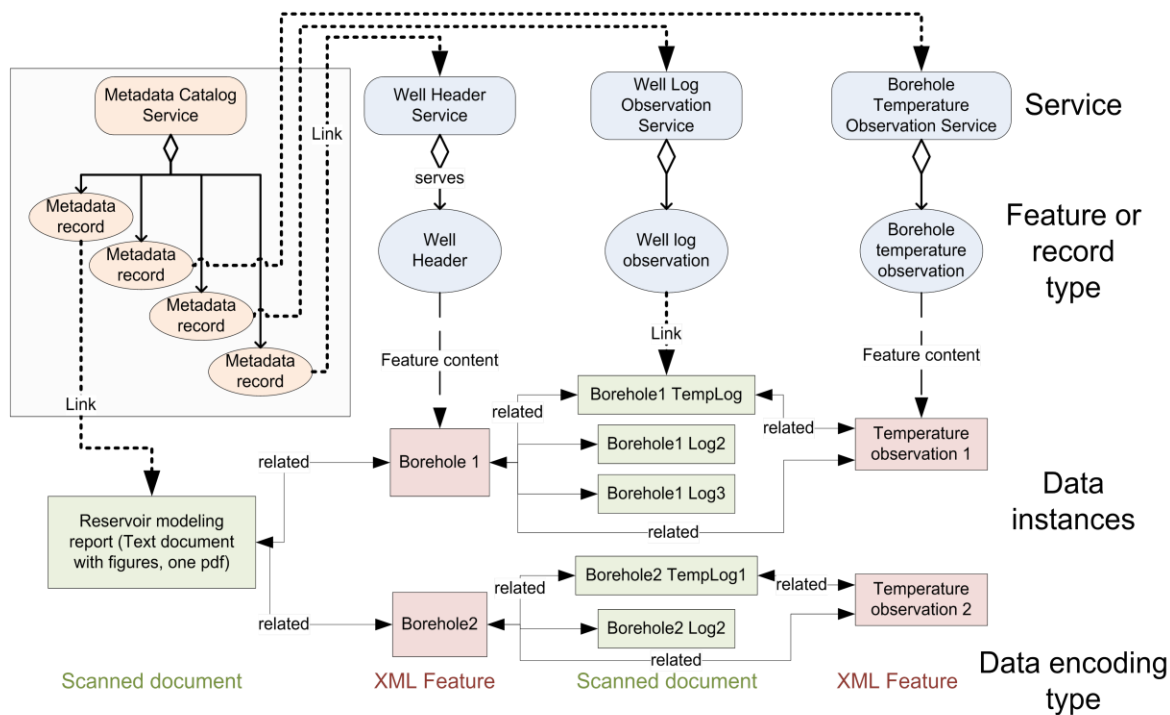 Metadata Catalog
Service
Link
Well Header
Service
Well Log
Observation
Service
Borehole
Temperature
Observation Service
Service
serves
Metadata
record
Metadata
record
Metadata
record
Metadata
record
Link
Well
Header
Well log
observation
Borehole
temperature
observation
Feature or
record
type
Feature content
Link
Feature content
related
Borehole1 TempLog
related
Borehole 1
Borehole1 Log2
Temperature
observation 1
related
Borehole1 Log3
related
Data
instances
Reservoir modeling
report (Text document
with figures, one pdf)
related
Borehole2
related
Borehole2 TempLog1
related
Temperature
observation 2
Borehole2 Log2
related
Scanned document
XML Feature
Scanned document
XML Feature
Data encoding
type